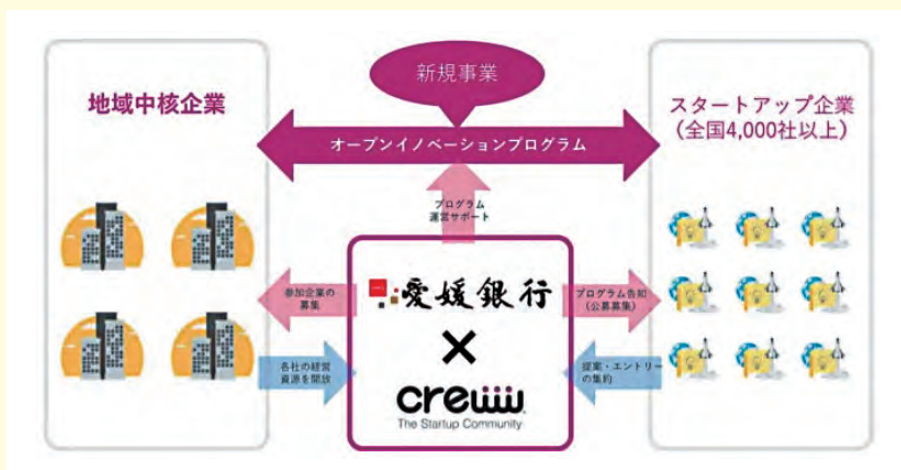 新規事業
地域中核企業
スタートアップ企業
(全国4,000社以上)
オープンイノベーションプログラム
プログラム
運営サポート
参加企業の
募集
愛媛銀行
×
creww
The Startup Community
プログラム告知
(公募募集)
各社の経営
資源を開放
提案・エントリー
の集約